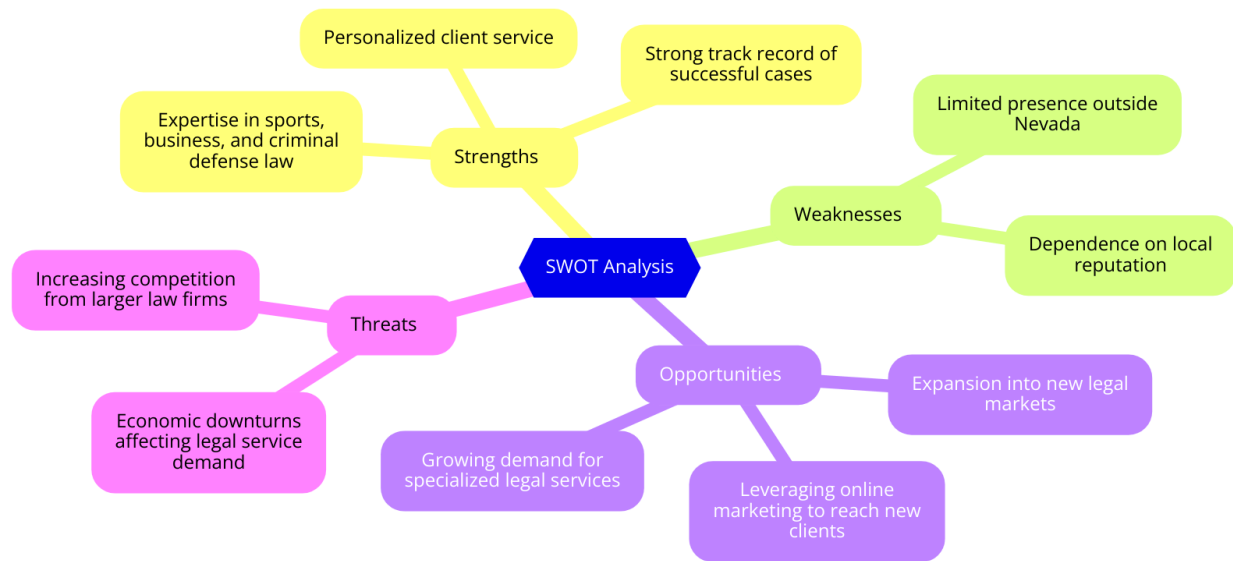 SWOT Analysis
Strengths
Personalized client service
Strong track record of
successful cases
Expertise in sports,
business, and criminal
defense law
Weaknesses
Limited presence outside
Nevada
Dependence on local
reputation
Opportunities
Expansion into new legal
markets
Leveraging online
marketing to reach new
clients
Growing demand for
specialized legal services
Threats
Increasing competition
from larger law firms
Economic downturns
affecting legal service
demand